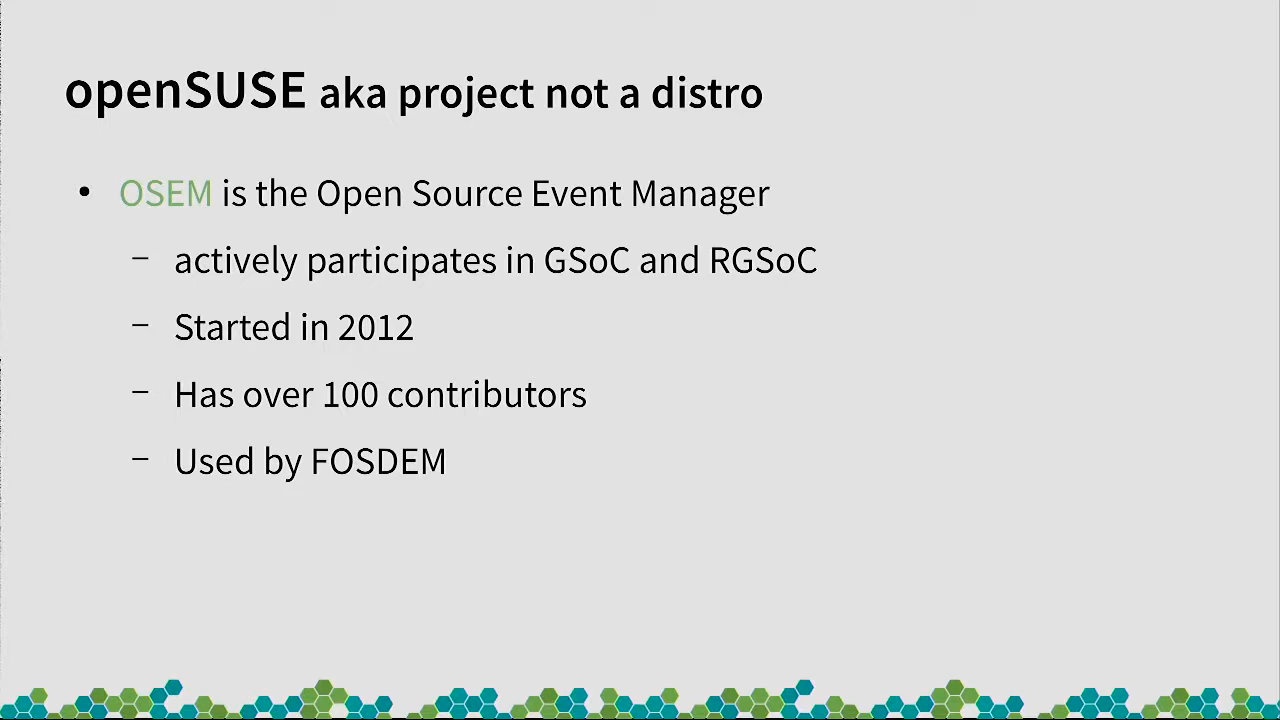 openSUSE aka project not a distro
• OSEM is the Open Source Event Manager
– actively participates in GSoC and RGSoC
– Started in 2012
– Has over 100 contributors
– Used by FOSDEM